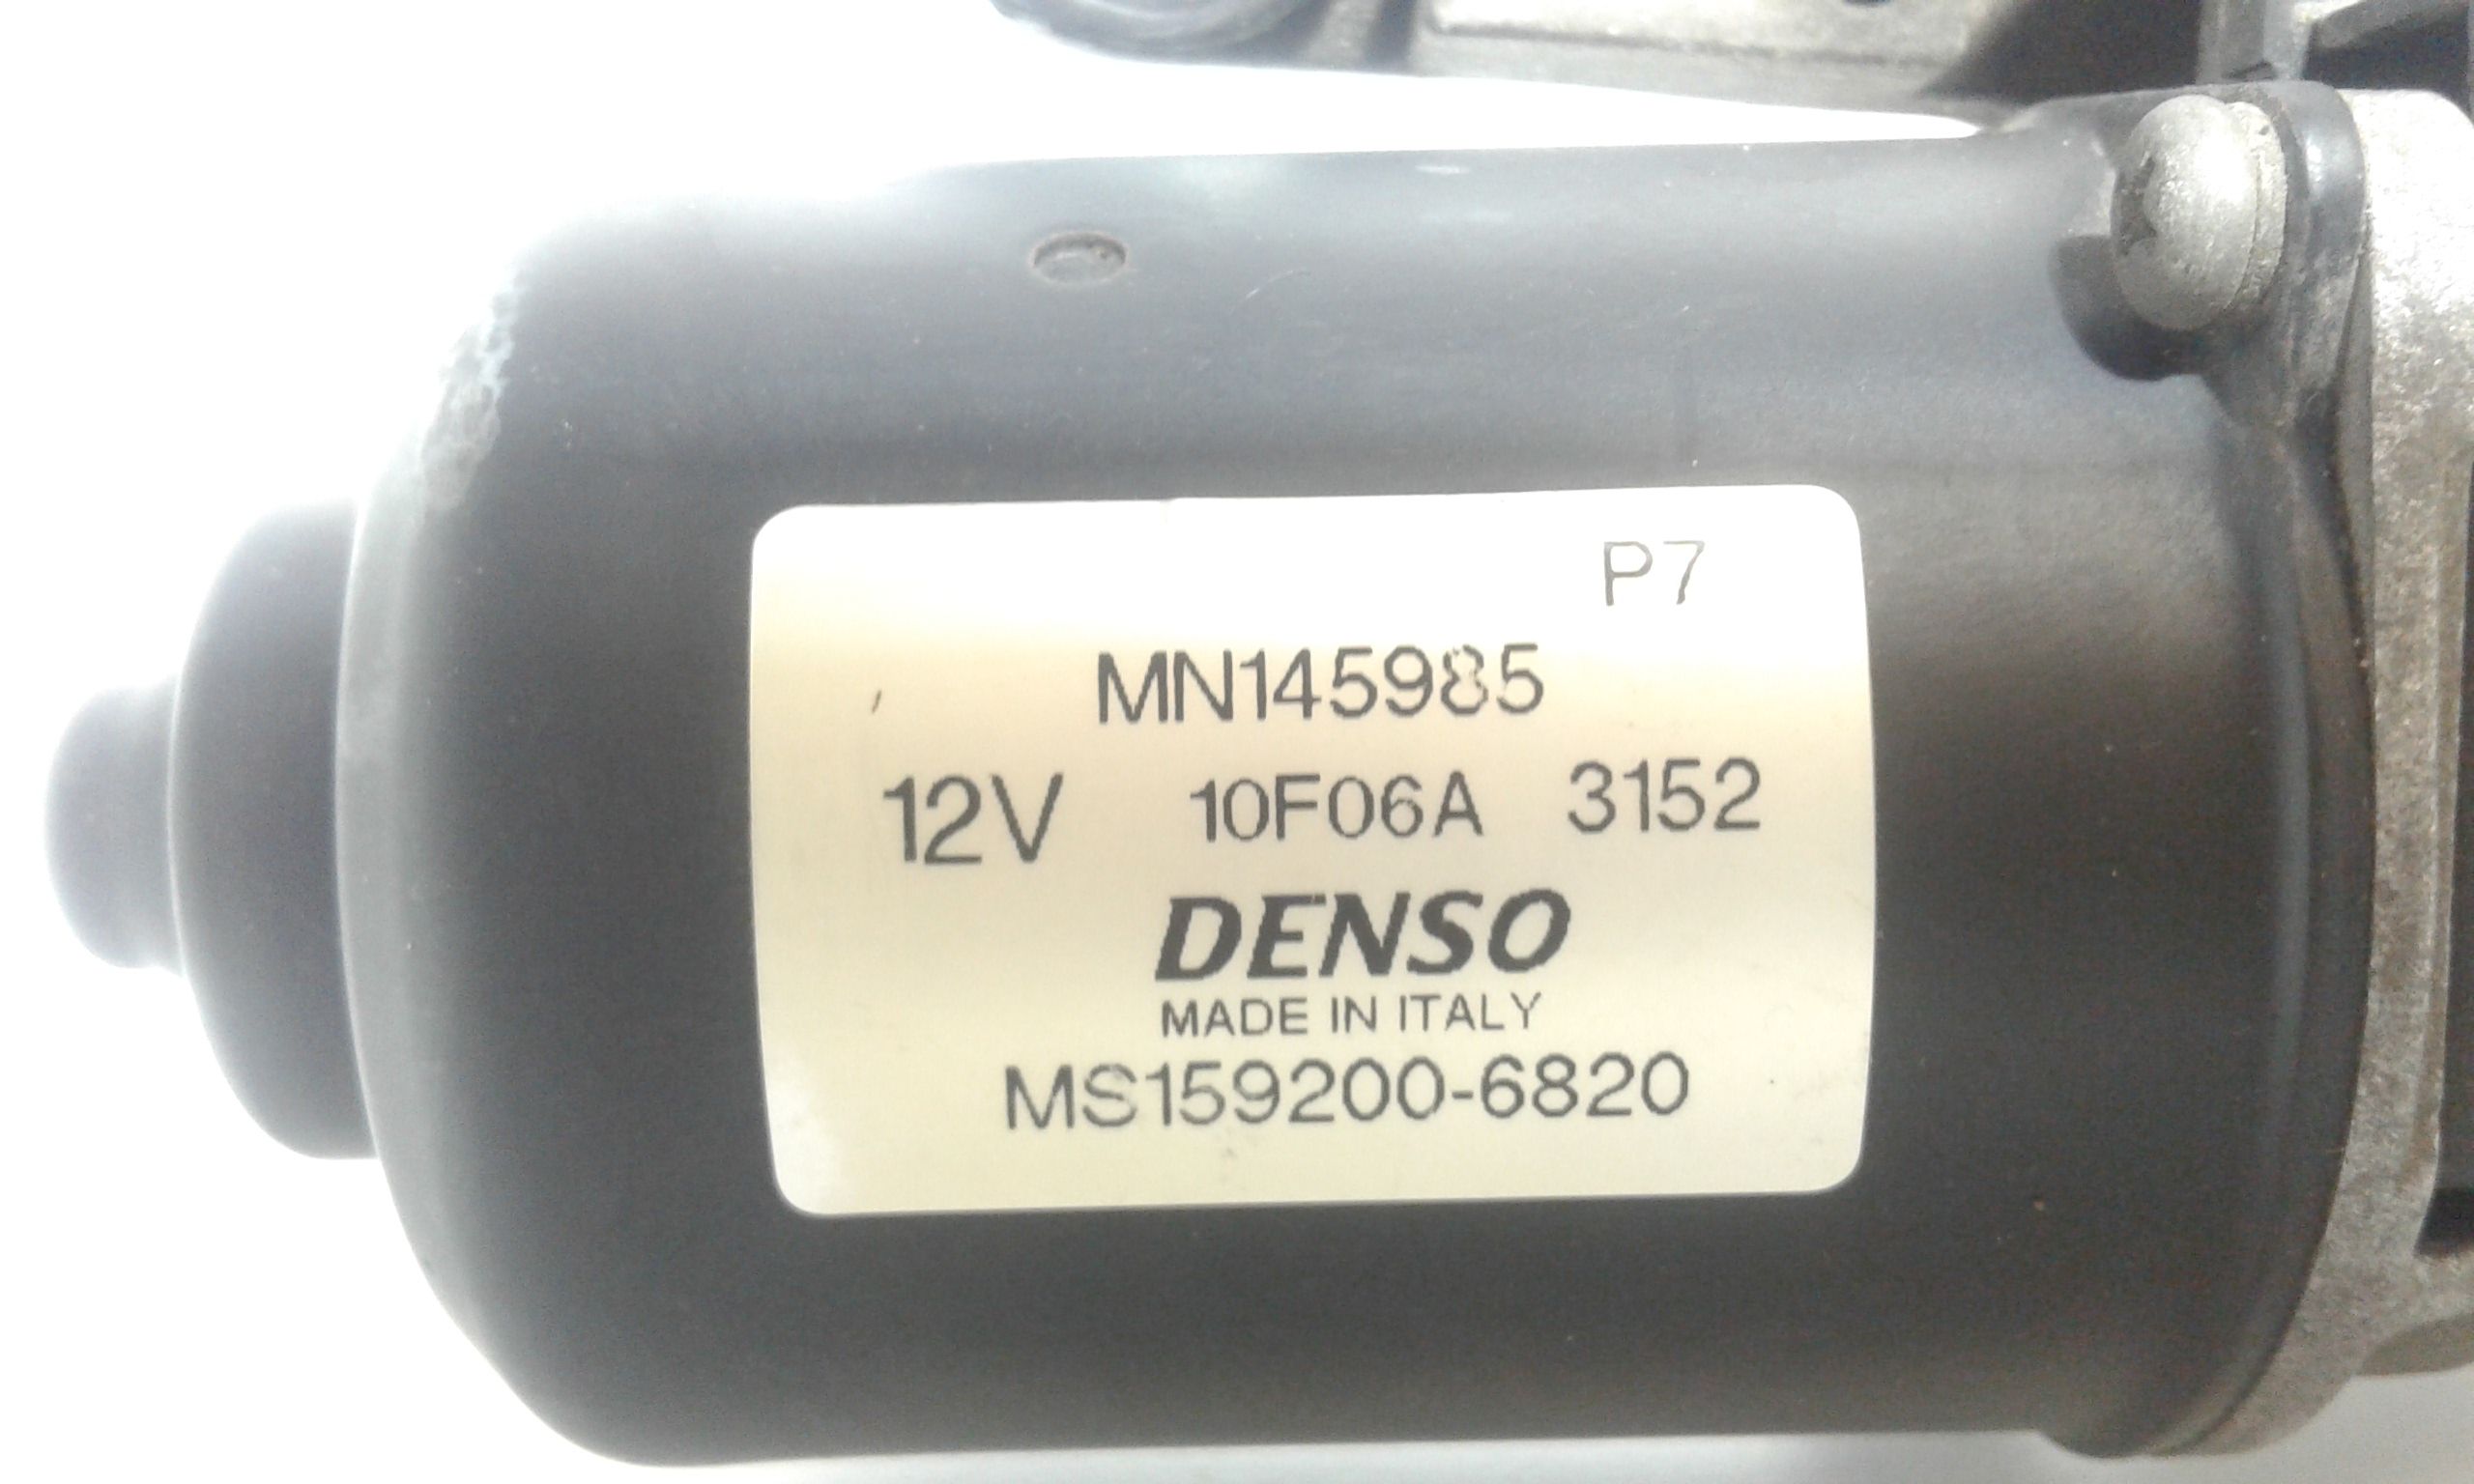 P7
MN145985
12V 10F06A 3152
DENSO
MADE IN ITALY
MS159200-6820